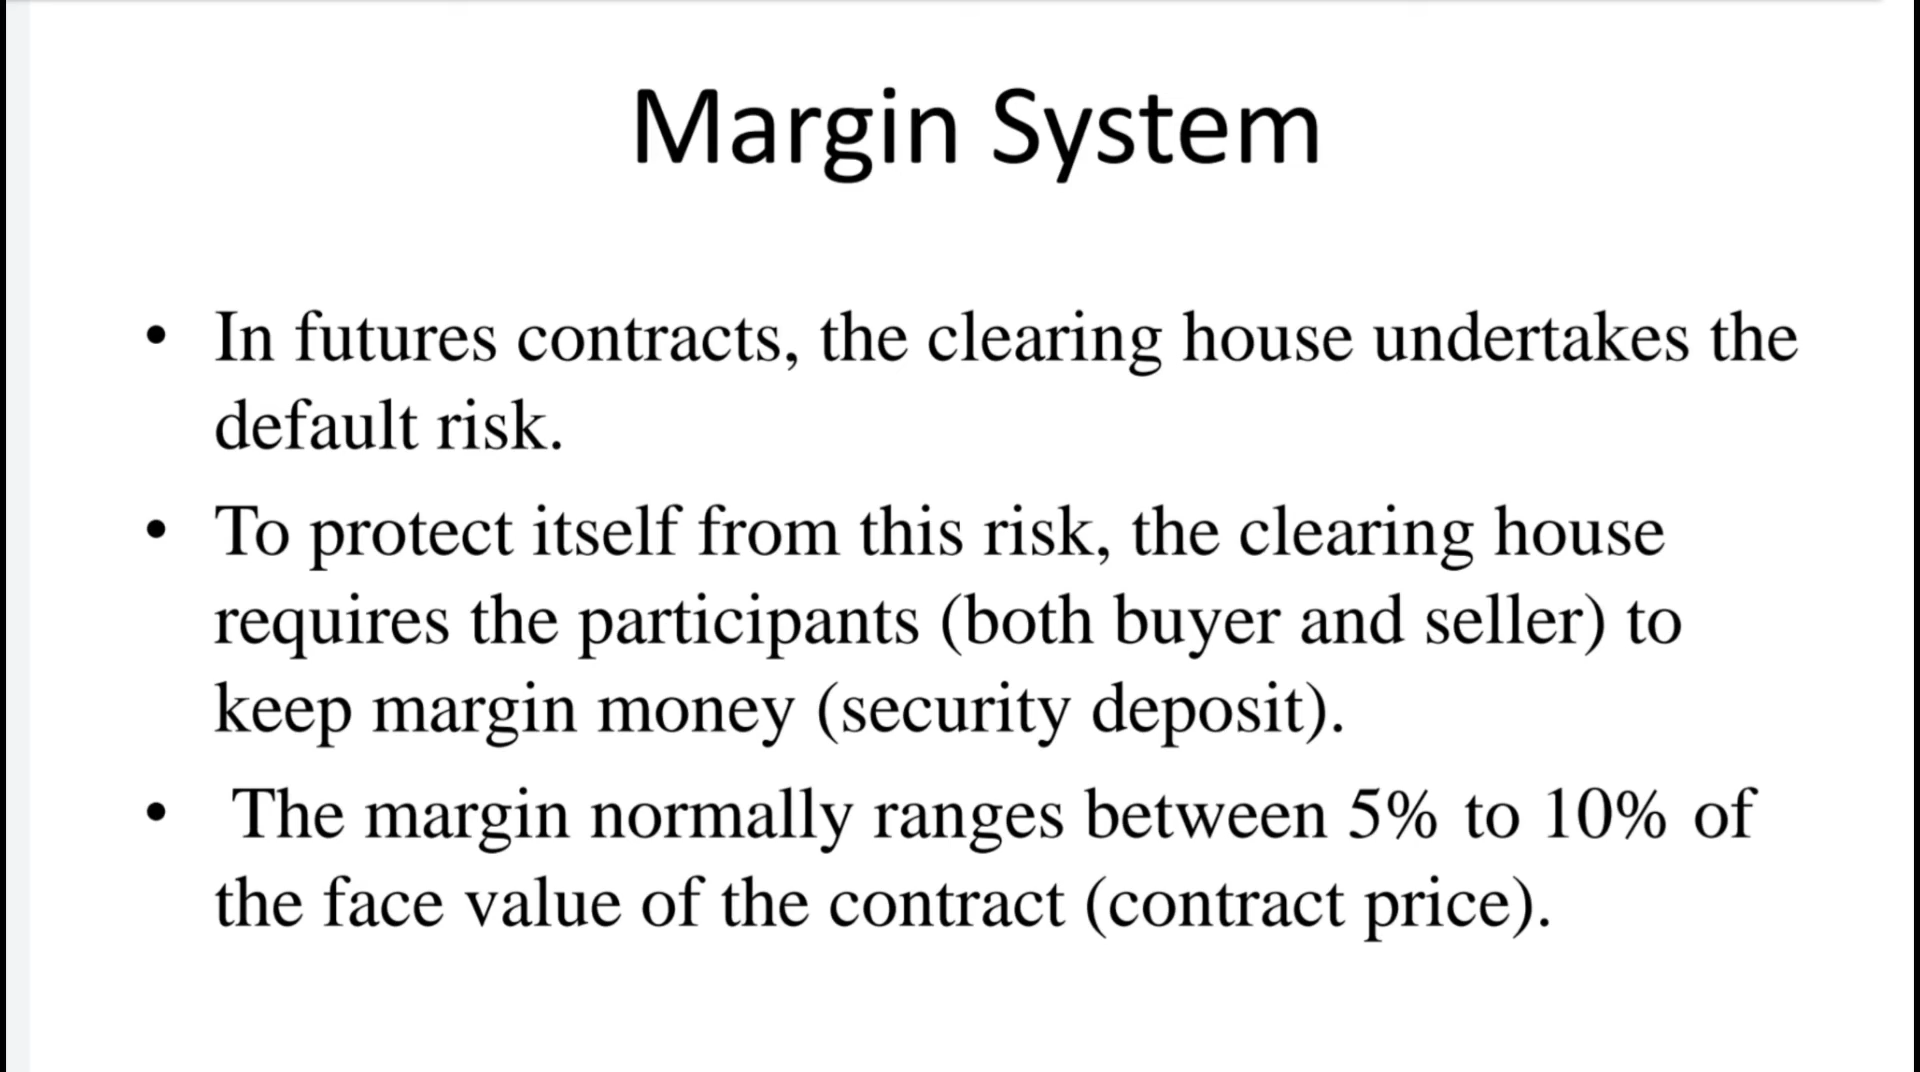 Margin System
• In futures contracts, the clearing house undertakes the
default risk.
• To protect itself from this risk, the clearing house
requires the participants (both buyer and seller) to
keep margin money (security deposit).
• The margin normally ranges between 5% to 10% of
the face value of the contract (contract price).